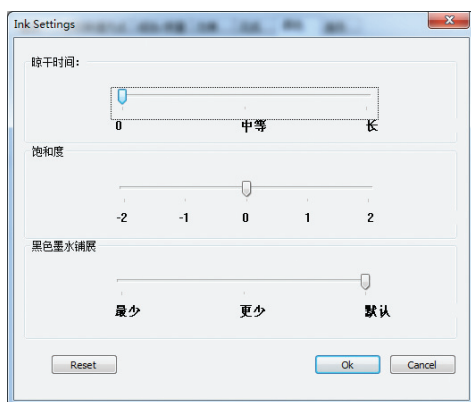 Ink Settings
晾干时间:
0 中等 长
饱和度
-2 -1 0 1 2
黑色墨水铺展
最少 更少 默认
Reset Ok Cancel